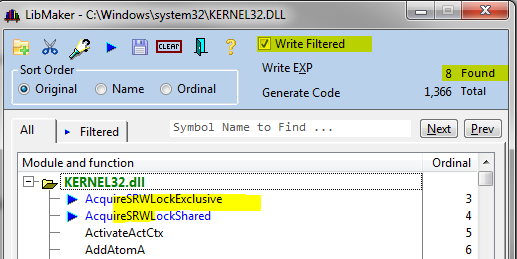 LibMaker - C:\Windows\system32\KERNEL32.DLL
CLEAR
Write Filtered
Sort Order
Write EXP
8 Found
Original Name Ordinal
Generate Code 1,366 Total
All Filtered Symbol Name to Find ... Next Prev
Module and function Ordinal
KERNEL32.dll
AcquireSRWLockExclusive 3
AcquireSRWLockShared 4
ActivateActCtx 5
AddAtomA 6